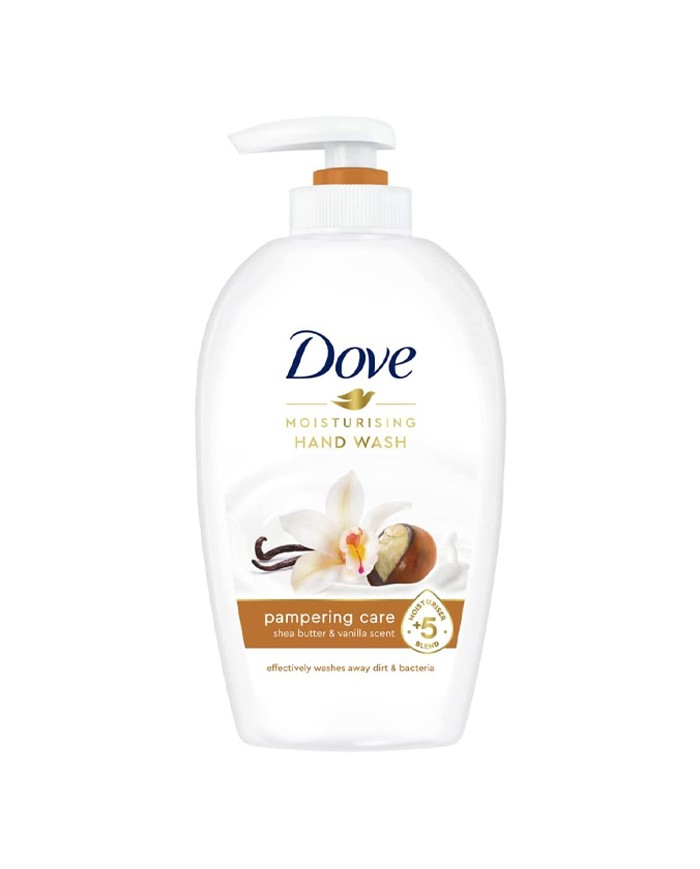 Dove
MOISTURISING
HAND WASH
pampering care
shea butter & vanilla scent
MOISTURISER
+5
BLEND
effectively washes away dirt & bacteria